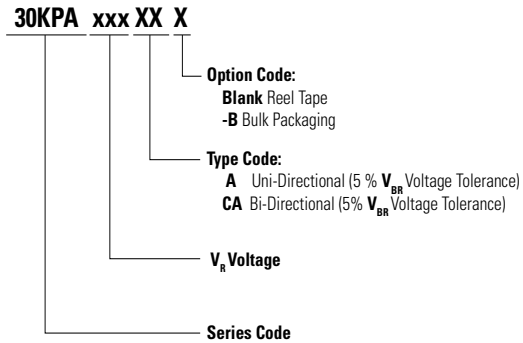 30KPA xxx XX X
Option Code:
Blank Reel Tape
-B Bulk Packaging
Type Code:
A Uni-Directional (5 % VBR Voltage Tolerance)
CA Bi-Directional (5% VBR Voltage Tolerance)
VR Voltage
Series Code